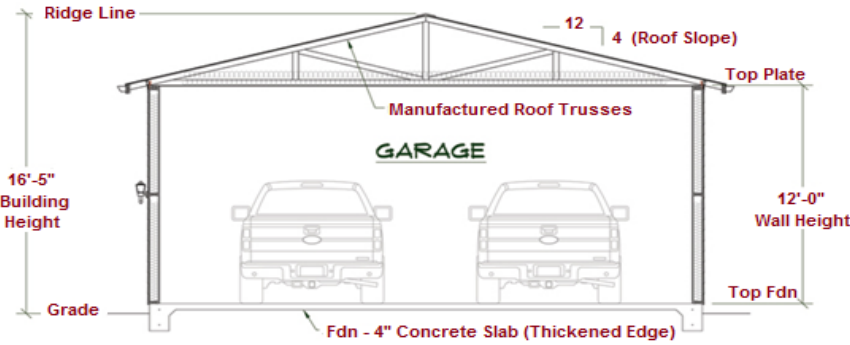 Ridge Line
12
4 (Roof Slope)
Top Plate
Manufactured Roof Trusses
GARAGE
16'-5"
Building
Height
12'-0"
Wall Height
Top Fdn
Grade
Fdn - 4" Concrete Slab (Thickened Edge)